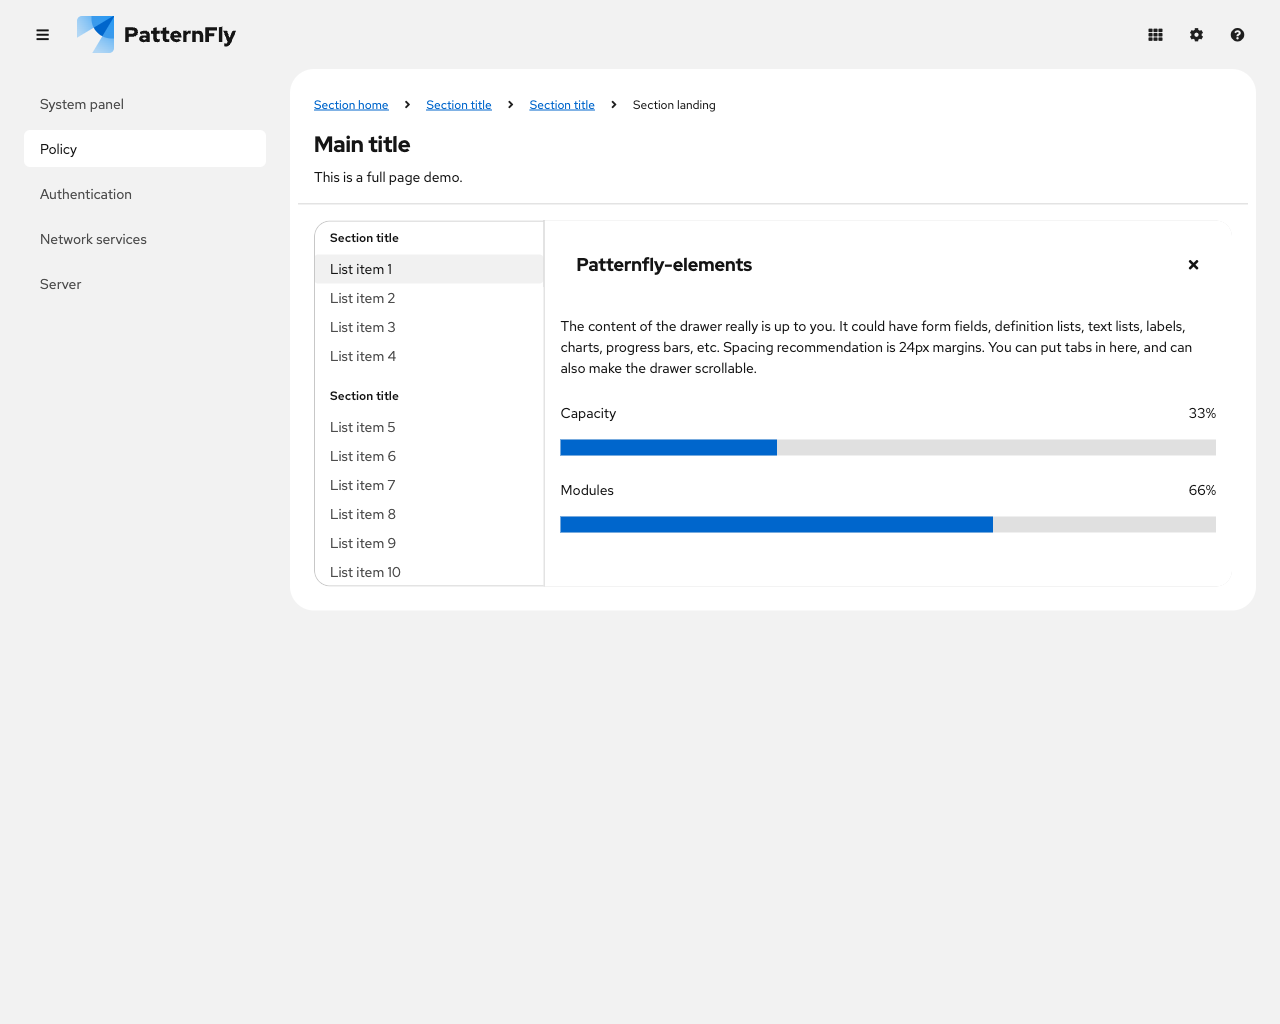 PatternFly
System panel
Policy
Authentication
Network services
Server
Section home
Section title
Section title
Section landing
Main title
This is a full page demo.
Section title
List item 1
List item 2
List item 3
List item 4
Section title
List item 5
List item 6
List item 7
List item 8
List item 9
List item 10
Patternfly-elements
The content of the drawer really is up to you. It could have form fields, definition lists, text lists, labels,
charts, progress bars, etc. Spacing recommendation is 24px margins. You can put tabs in here, and can
also make the drawer scrollable.
Capacity 33%
Modules 66%